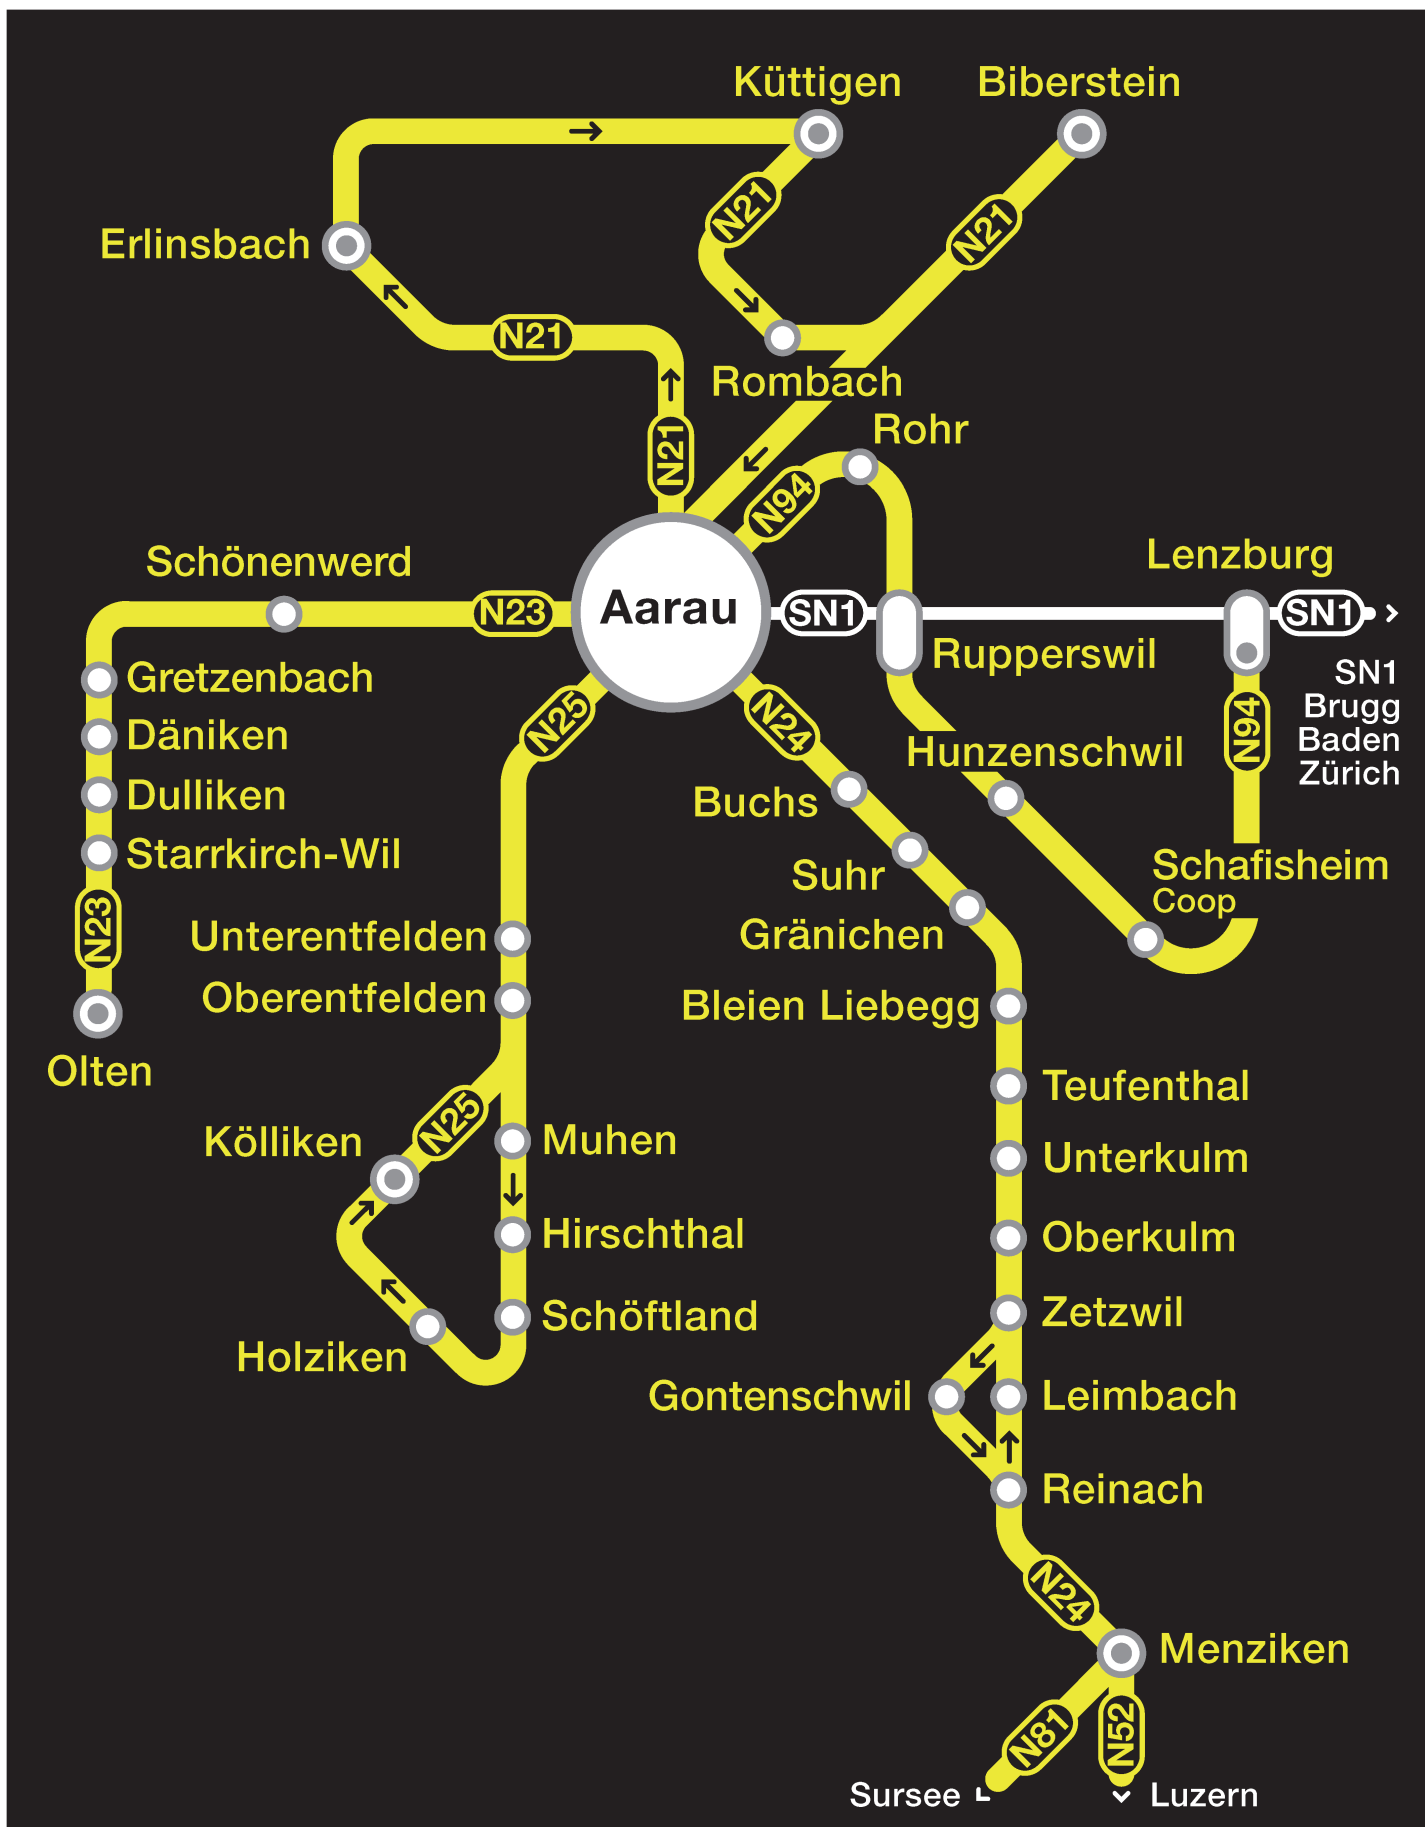 Küttigen
Biberstein
N21
N21
Erlinsbach
N21
Rombach
Rohr
N21
N94
Schönenwerd
Lenzburg
N23
Aarau
SN1
SN1
Rupperswil
SN1
Brugg
Baden
Zürich
Gretzenbach
N25
N24
N94
Däniken
Hunzenschwil
Dulliken
Buchs
Starrkirch-Wil
Suhr
Schafisheim
Coop
N23
Unterentfelden
Gränichen
Oberentfelden
Bleien Liebegg
Olten
Teufenthal
N25
Kölliken
Muhen
Unterkulm
Hirschthal
Oberkulm
Schöftland
Zetzwil
Holziken
Gontenschwil
Leimbach
Reinach
N24
Menziken
N81
N52
Sursee
Luzern